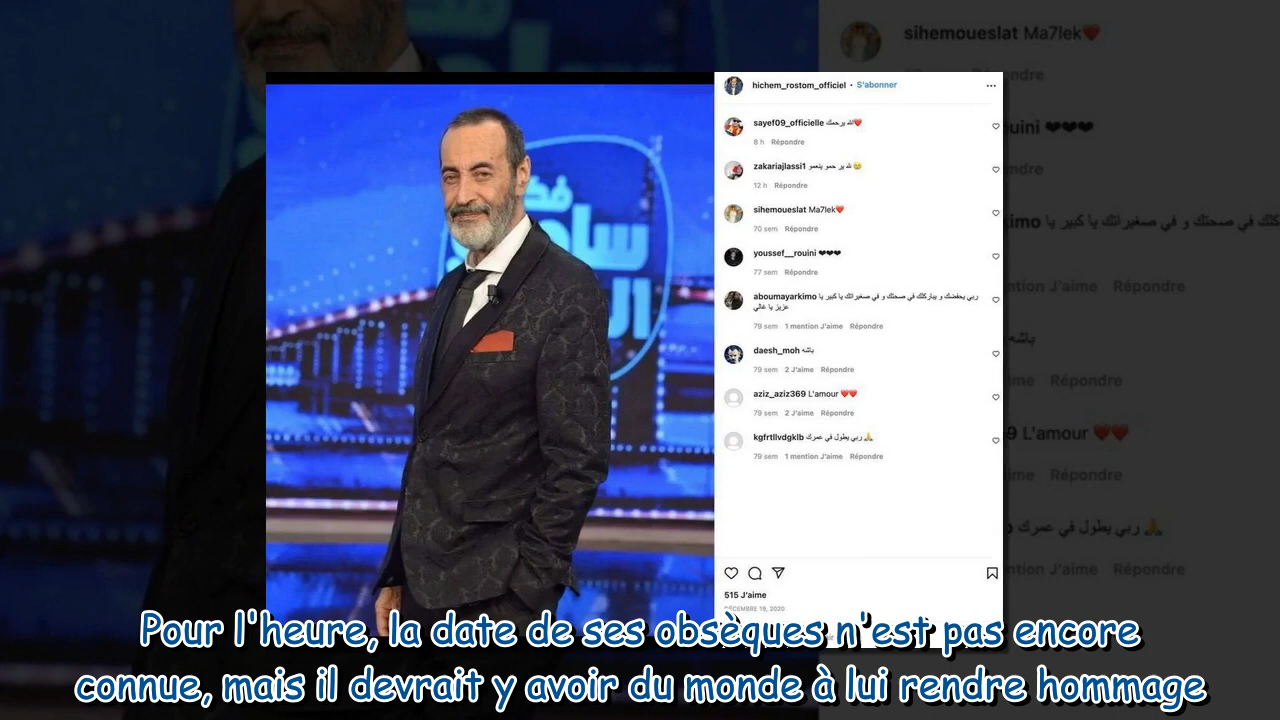 sihemoueslat Ma7lek❤️
hichem_rostom_officiel • S'abonner
sayef09_officielle الله يرحمك❤️
8 h Répondre
zakariajlassi1 لله ير حمو ينعمو 😢
12 h Répondre
sihemoueslat Ma7lek❤️
70 sem Répondre
youssef__rouini ❤❤❤
77 sem Répondre
aboumayarkimo ربي يحفضك و يباركلك في صحتك و في صغيراتك يا كبير يا
عزيز يا غالي
79 sem 1 mention J'aime Répondre
daesh_moh باشه
79 sem 2 J'aime Répondre
aziz_aziz369 L'amour ❤️❤️
79 sem 2 J'aime Répondre
kgfrtllvdgklb ربي يطول في عمرك 🙏
79 sem 1 mention J'aime Répondre
515 J'aime
DÉCEMBRE 19, 2020
Pour l'heure, la date de ses obsèques n'est pas encore
connue, mais il devrait y avoir du monde à lui rendre hommage